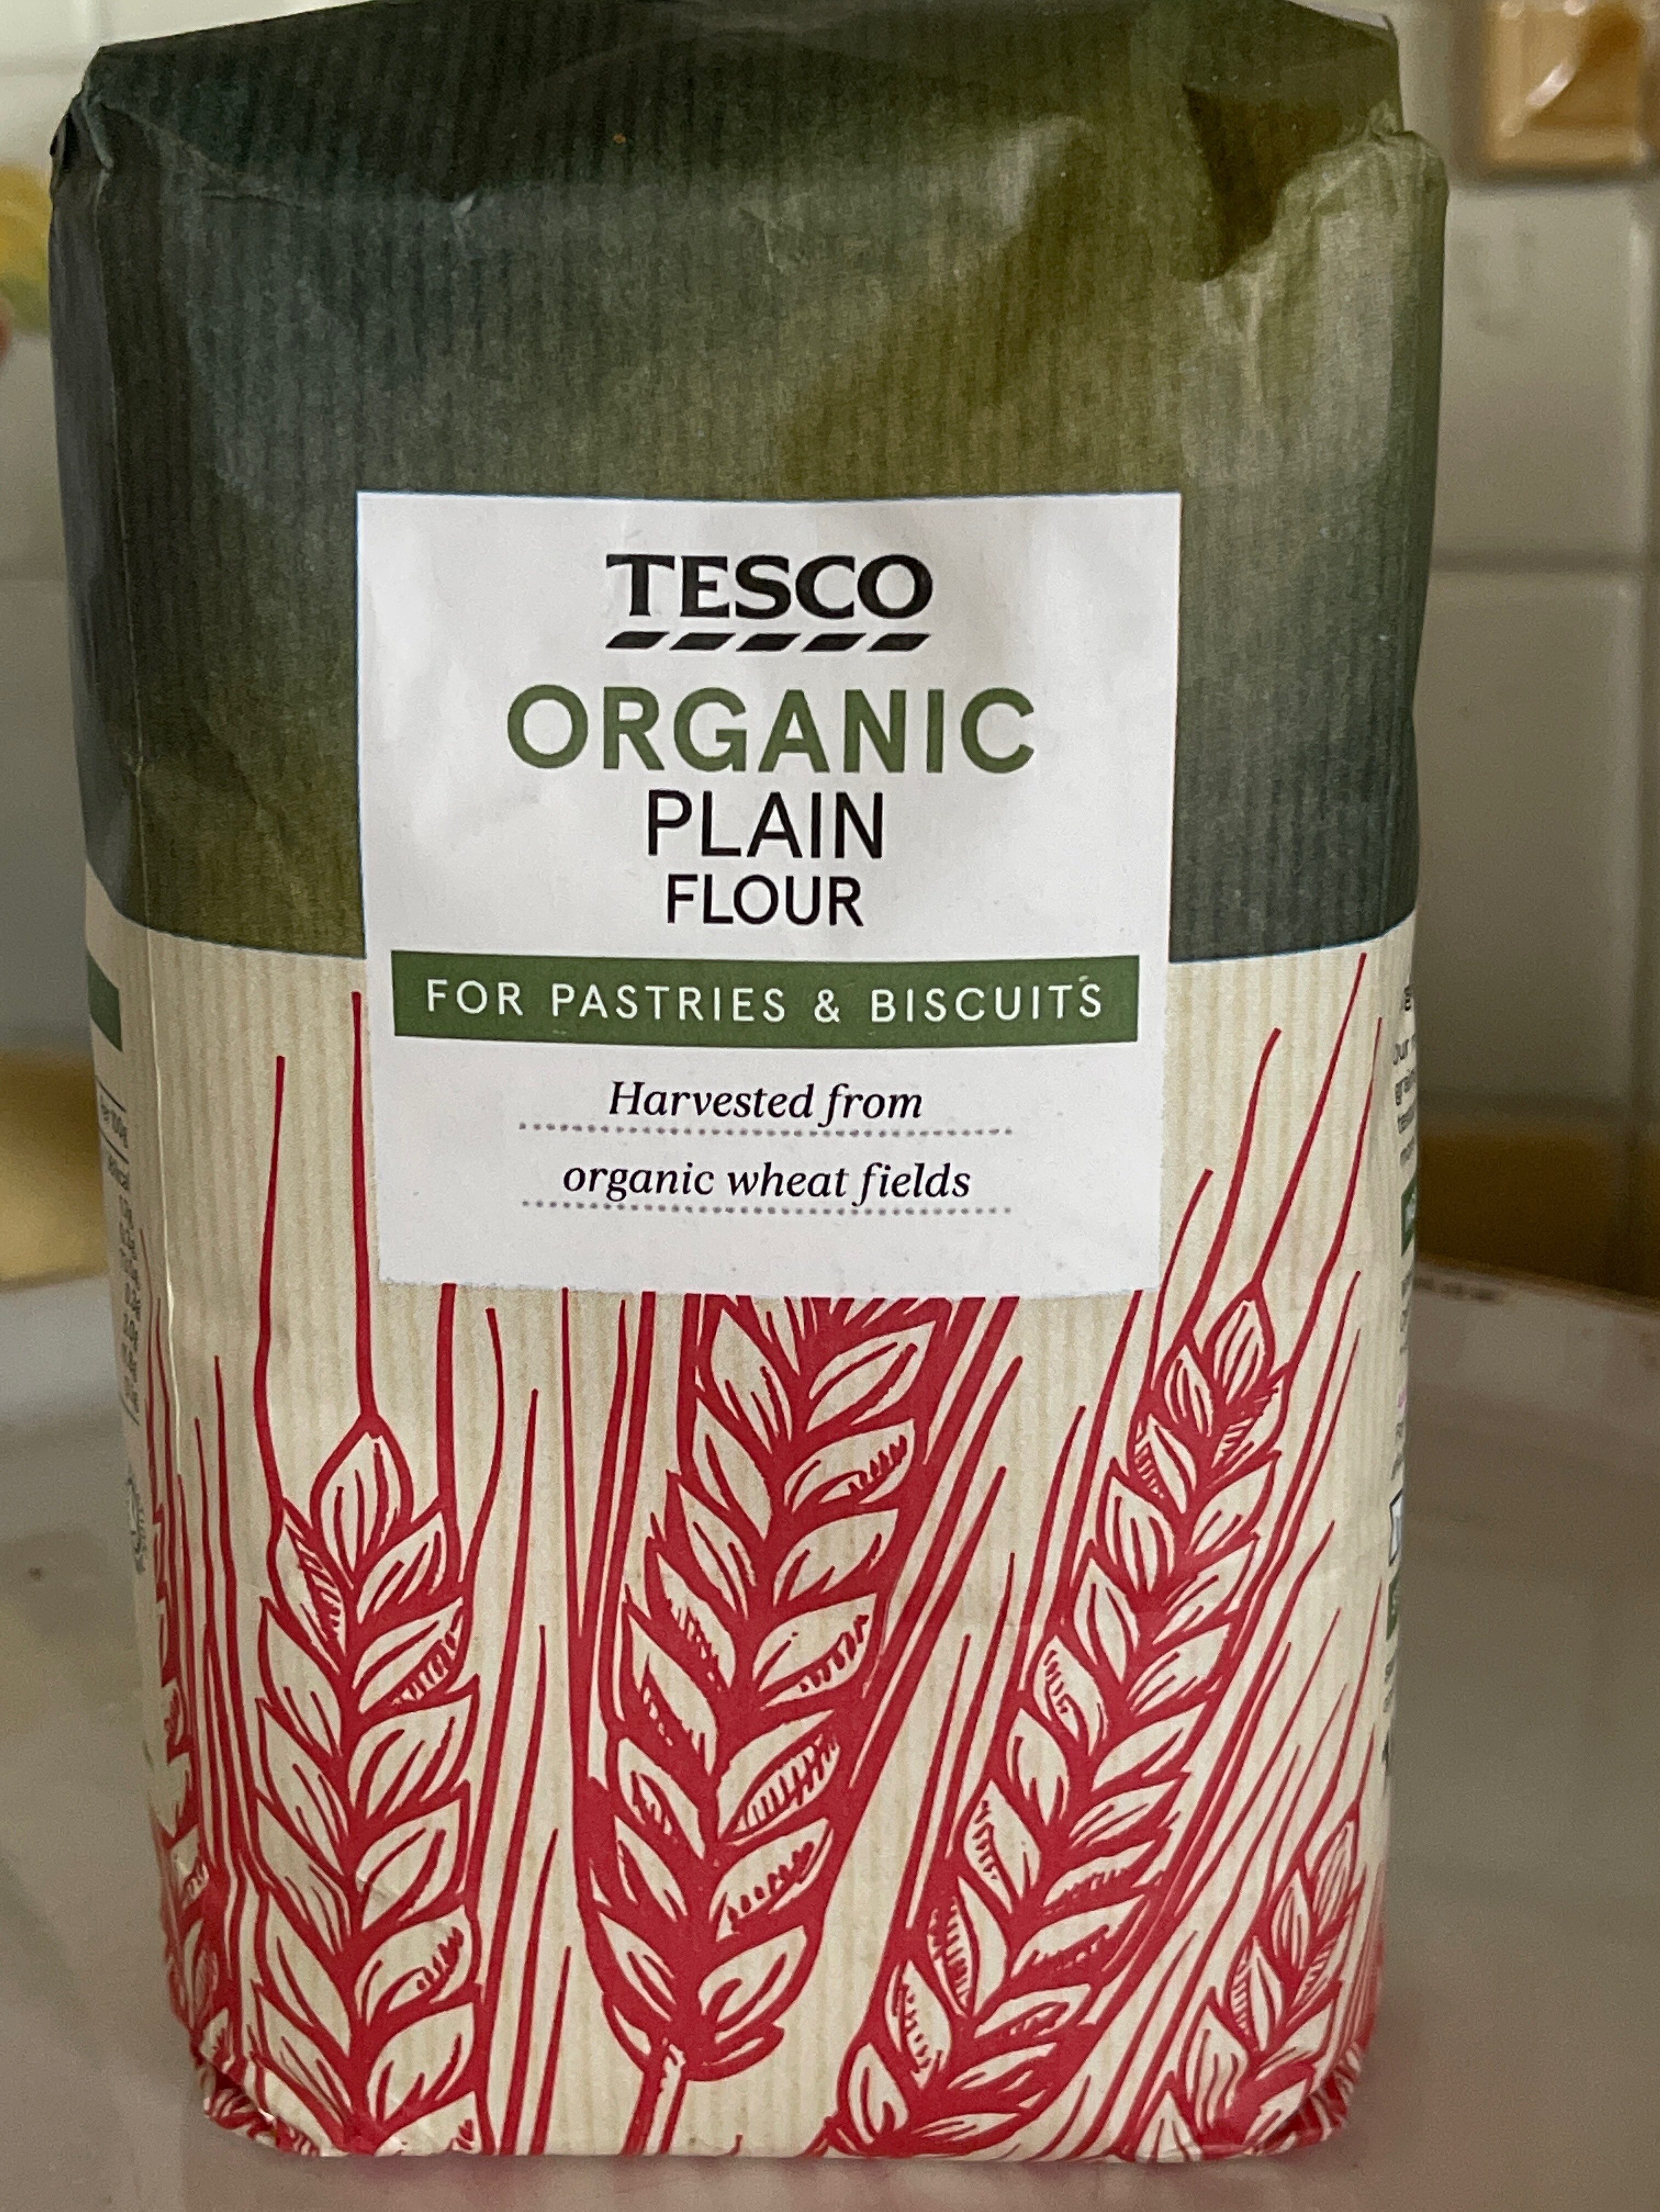 TESCO
ORGANIC
PLAIN
FLOUR
FOR PASTRIES & BISCUITS
Harvested from
organic wheat fields